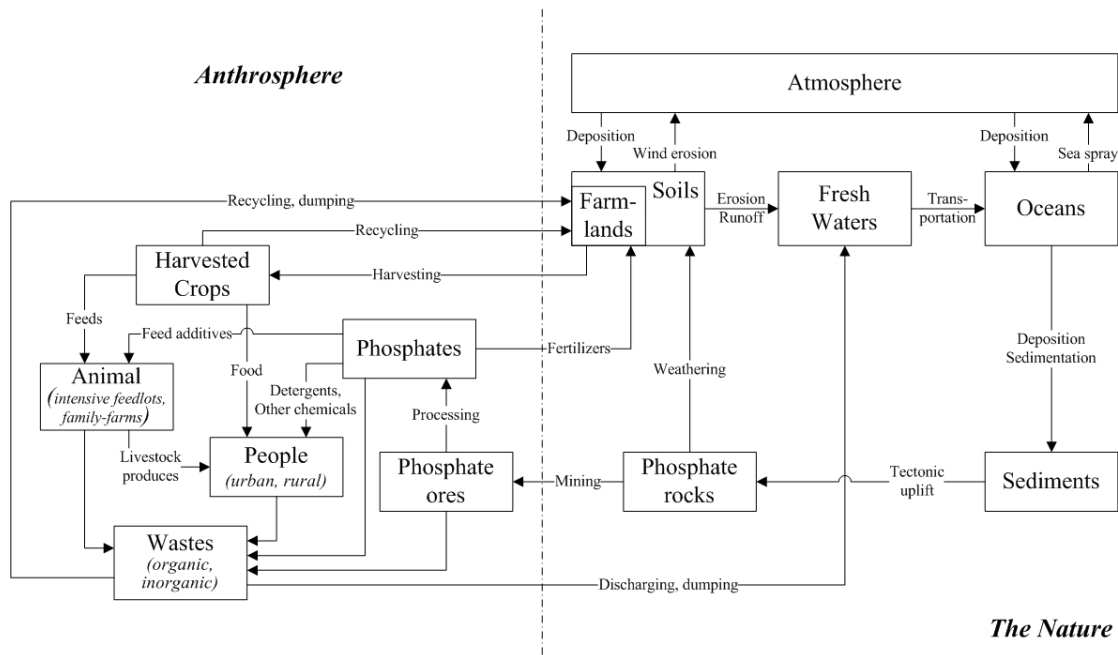 Anthrosphere
Atmosphere
Deposition
Wind erosion
Deposition
Sea spray
Recycling, dumping
Soils
Farm-
lands
Erosion
Runoff
Fresh
Waters
Trans-
portation
Oceans
Recycling
Harvested
Crops
Harvesting
Feeds
Feed additives
Phosphates
Fertilizers
Deposition
Sedimentation
Food
Weathering
Animal
(intensive feedlots,
family-farms)
Detergents,
Other chemicals
Processing
Livestock
produces
People
(urban, rural)
Phosphate
ores
Mining
Phosphate
rocks
Tectonic
uplift
Sediments
Wastes
(organic,
inorganic)
Discharging, dumping
The Nature